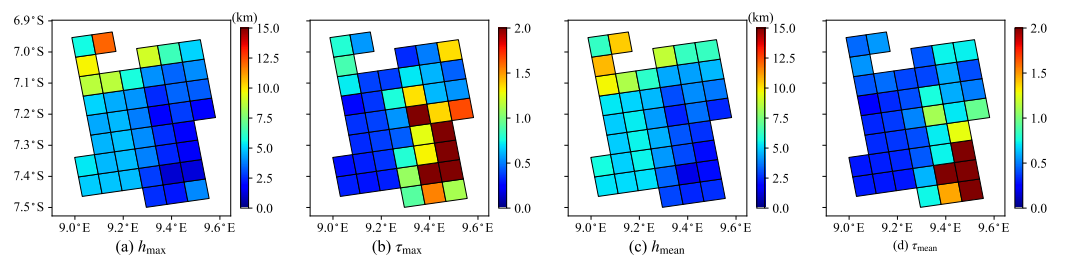 (km) (km)
6.9°S 15.0 2.0 15.0 2.0
7.0°S
12.5 12.5
7.1°S 1.5 1.5
10.0 10.0
7.2°S
7.5 1.0 7.5 1.0
7.3°S
5.0 5.0
7.4°S 0.5 0.5
2.5 2.5
7.5°S 0.0 0.0 0.0 0.0
9.0°E 9.2°E 9.4°E 9.6°E 9.0°E 9.2°E 9.4°E 9.6°E 9.0°E 9.2°E 9.4°E 9.6°E 9.0°E 9.2°E 9.4°E 9.6°E
(a) hmax (b) τmax (c) hmean (d) τmean